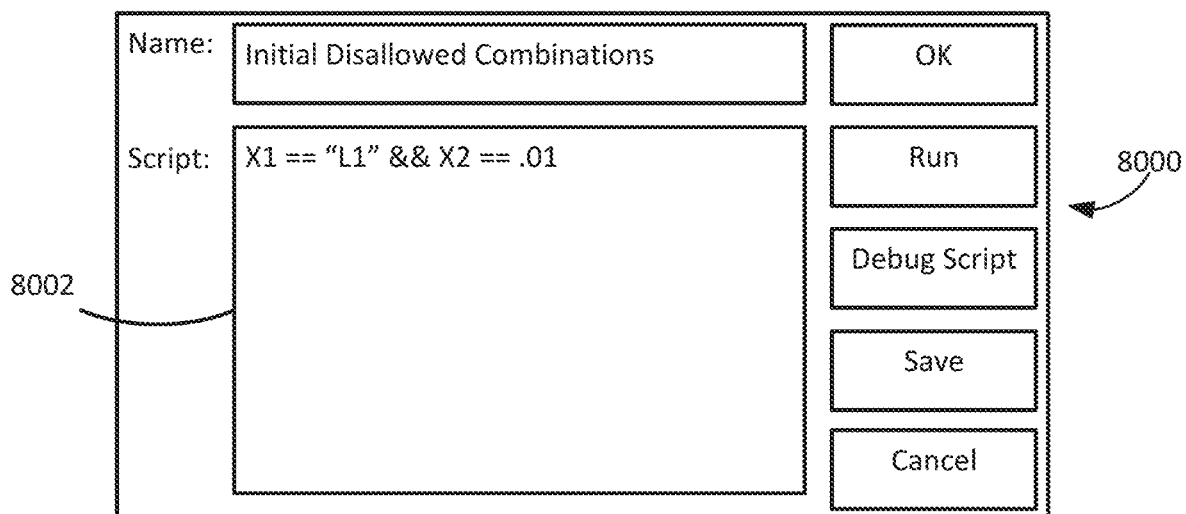 Name: Initial Disallowed Combinations OK
Script: X1 == “L1” && X2 == .01 Run
8000
Debug Script
8002
Save
Cancel